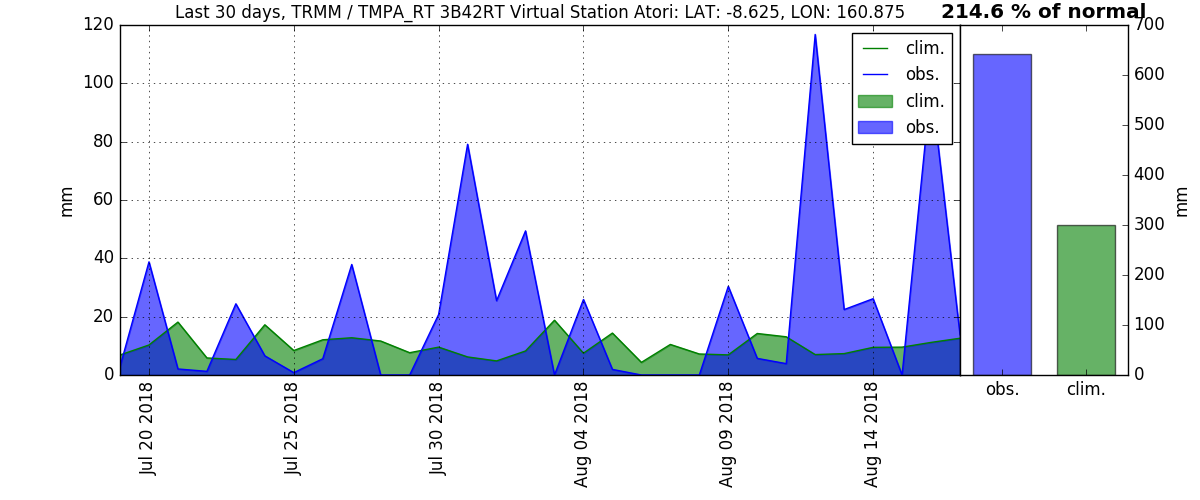 Last 30 days, TRMM / TMPA_RT 3B42RT Virtual Station Atori: LAT: -8.625, LON: 160.875
214.6 % of normal
120
100
80
60
40
20
0
mm
clim.
obs.
clim.
obs.
700
600
500
400
300
200
100
0
mm
Jul 20 2018
Jul 25 2018
Jul 30 2018
Aug 04 2018
Aug 09 2018
Aug 14 2018
obs.
clim.